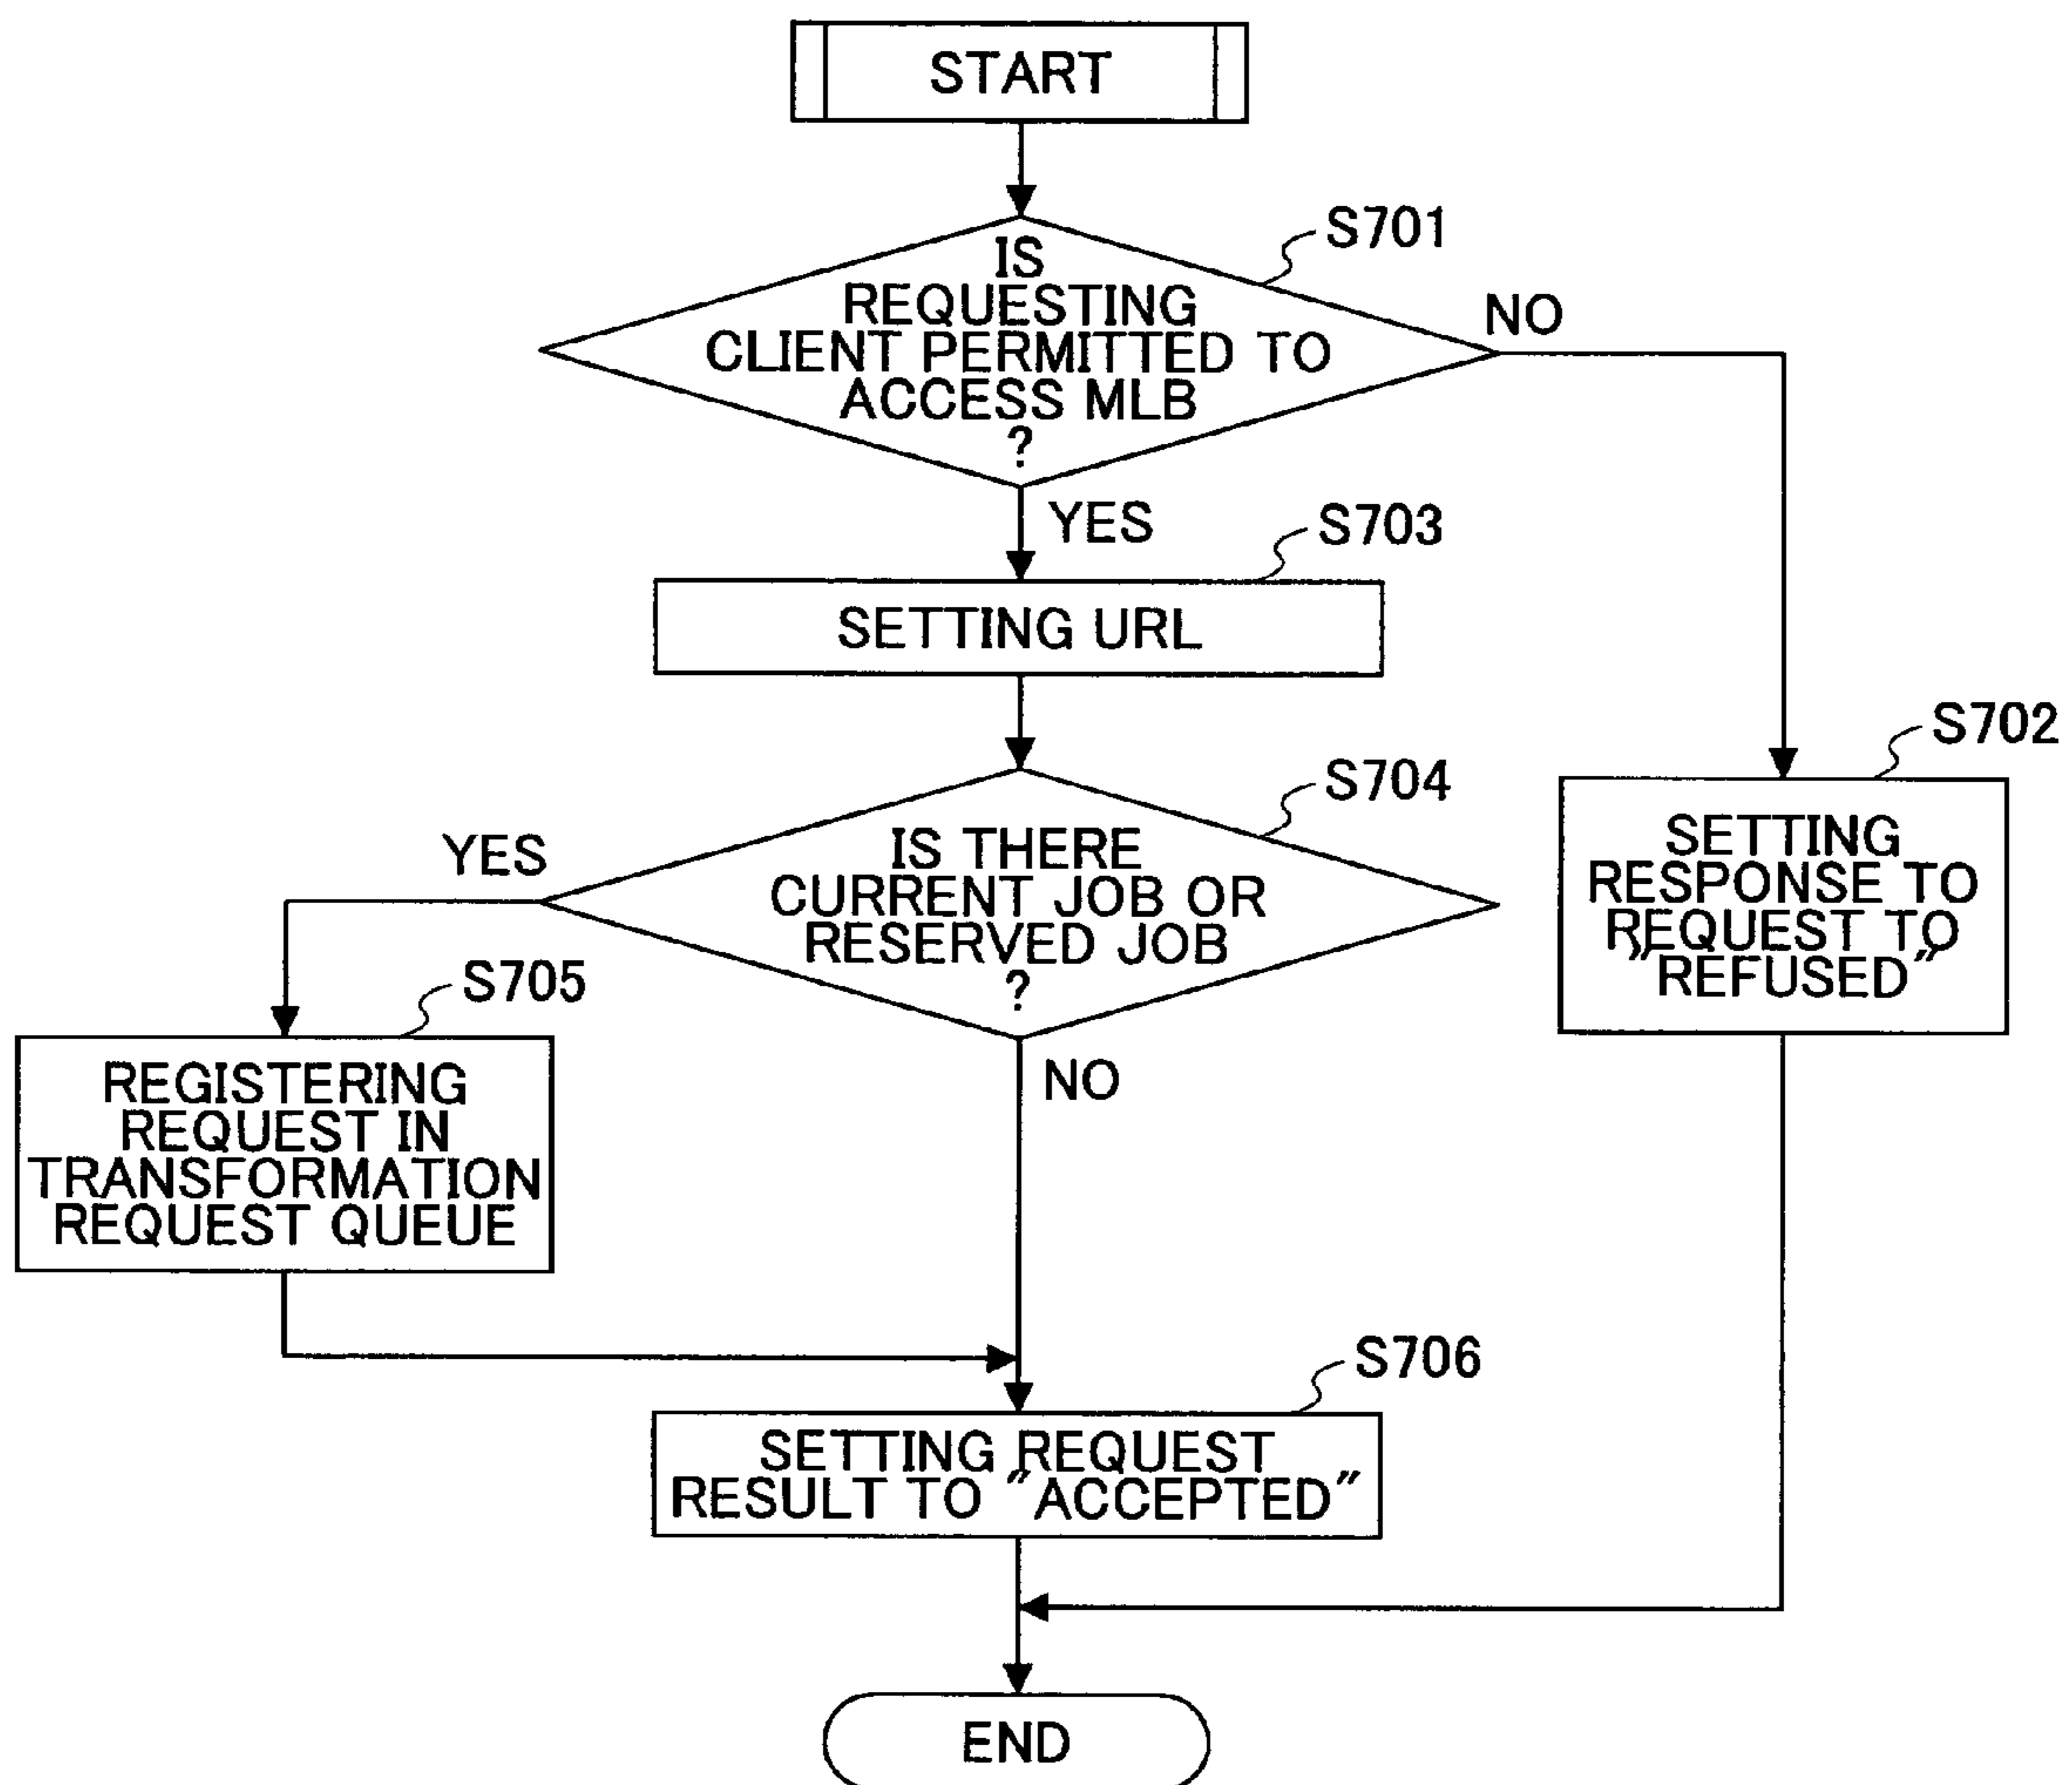 START
S701
IS
REQUESTING
CLIENT PERMITTED TO
ACCESS MLB
?
NO
YES
S703
SETTING URL
S702
SETTING
RESPONSE TO
REQUEST TO
"REFUSED"
S704
IS THERE
CURRENT JOB OR
RESERVED JOB
?
YES
NO
S705
REGISTERING
REQUEST IN
TRANSFORMATION
REQUEST QUEUE
S706
SETTING REQUEST
RESULT TO "ACCEPTED"
END